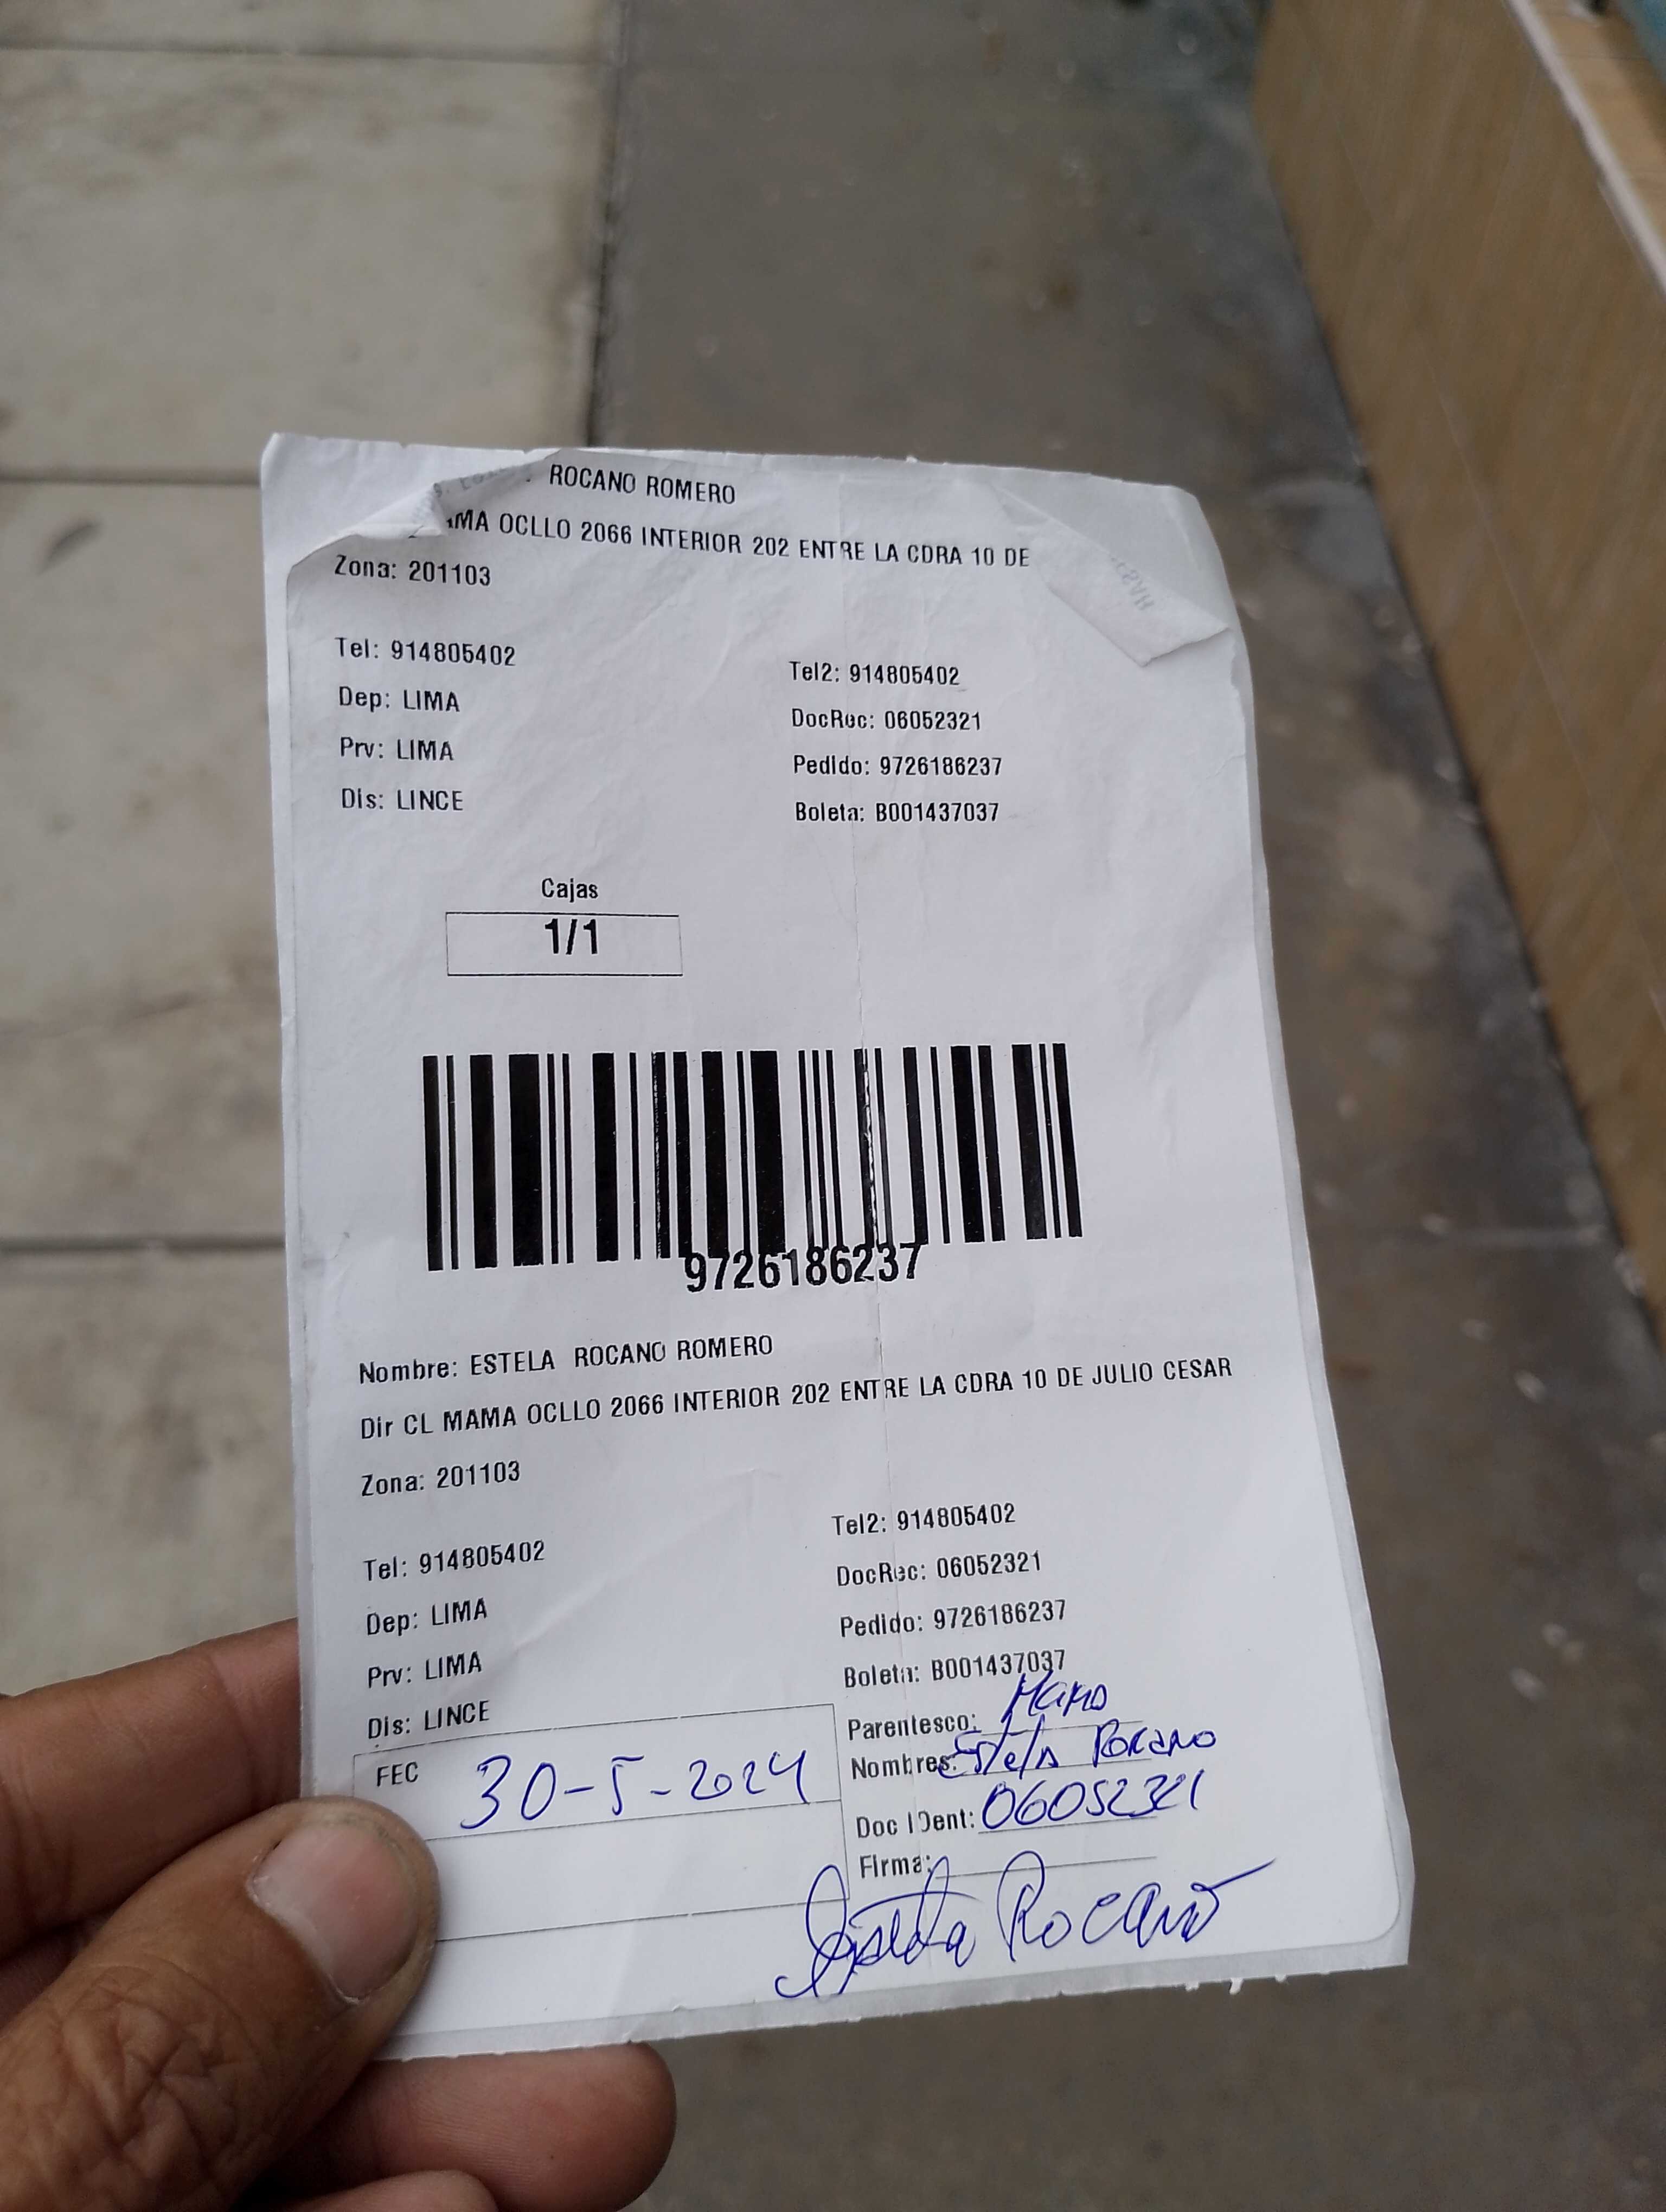 ROCANO ROMERO
MA OCLLO 2066 INTERIOR 202 ENTRE LA CDRA 10 DE
Zona: 201103
Tel: 914805402
Tel2: 914805402
Dep: LIMA
DocRec: 06052321
Prv: LIMA
Pedido: 9726186237
Dis: LINCE
Boleta: B001437037
Cajas
1/1
9726186237
Nombre: ESTELA ROCANO ROMERO
Dir CL MAMA OCLLO 2066 INTERIOR 202 ENTRE LA CDRA 10 DE JULIO CESAR
Zona: 201103
Tel2: 914805402
Tel: 914805402
DocRec: 06052321
Dep: LIMA
Pedido: 9726186237
Prv: LIMA
Boleta: B001437037
Dis: LINCE
Parentesco:
FEC 30-5-2024
Nombres: Estela Rocano
Doc IDent: 06052321
Firma:
Estela Rocano